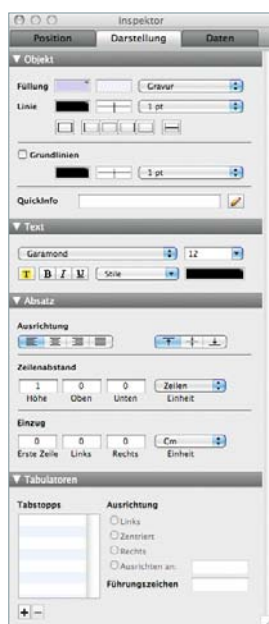 Inspektor
Position Darstellung Daten
Objekt
Füllung Gravur
Linie 1 pt
Grundlinien
1 pt
QuickInfo
Text
Garamond 12
T B I U Stile
Absatz
Ausrichtung
Zeilenabstand
1 0 0 Zeilen
Höhe Oben Unten Einheit
Einzug
0 0 0 Cm
Erste Zeile Links Rechts Einheit
Tabulatoren
Tabstopps Ausrichtung
Links
Zentriert
Rechts
Ausrichten an:
Führungszeichen
+ −